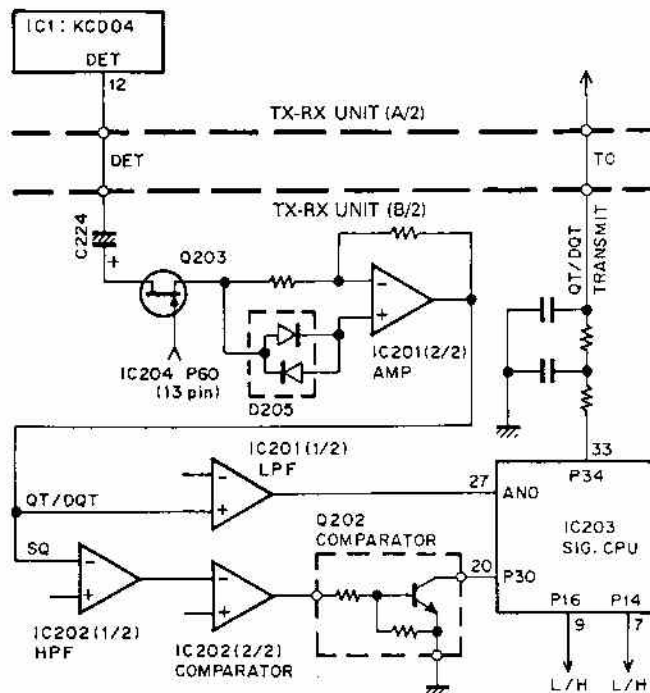 IC1: KCD04
DET
12
TX-RX UNIT (A/2)
DET
TO
TX-RX UNIT (B/2)
C224
+
Q203
QT/DQT
TRANSMIT
-
+
IC201(2/2)
AMP
IC204 P60
(13 pin)
D205
33
IC201(1/2)
LPF
-
+
27
P34
AN0
QT/DQT
IC203
SIG. CPU
Q202
COMPARATOR
SQ
-
+
-
+
20
P30
P16
P14
9
7
IC202(1/2)
HPF
IC202(2/2)
COMPARATOR
L/H
L/H